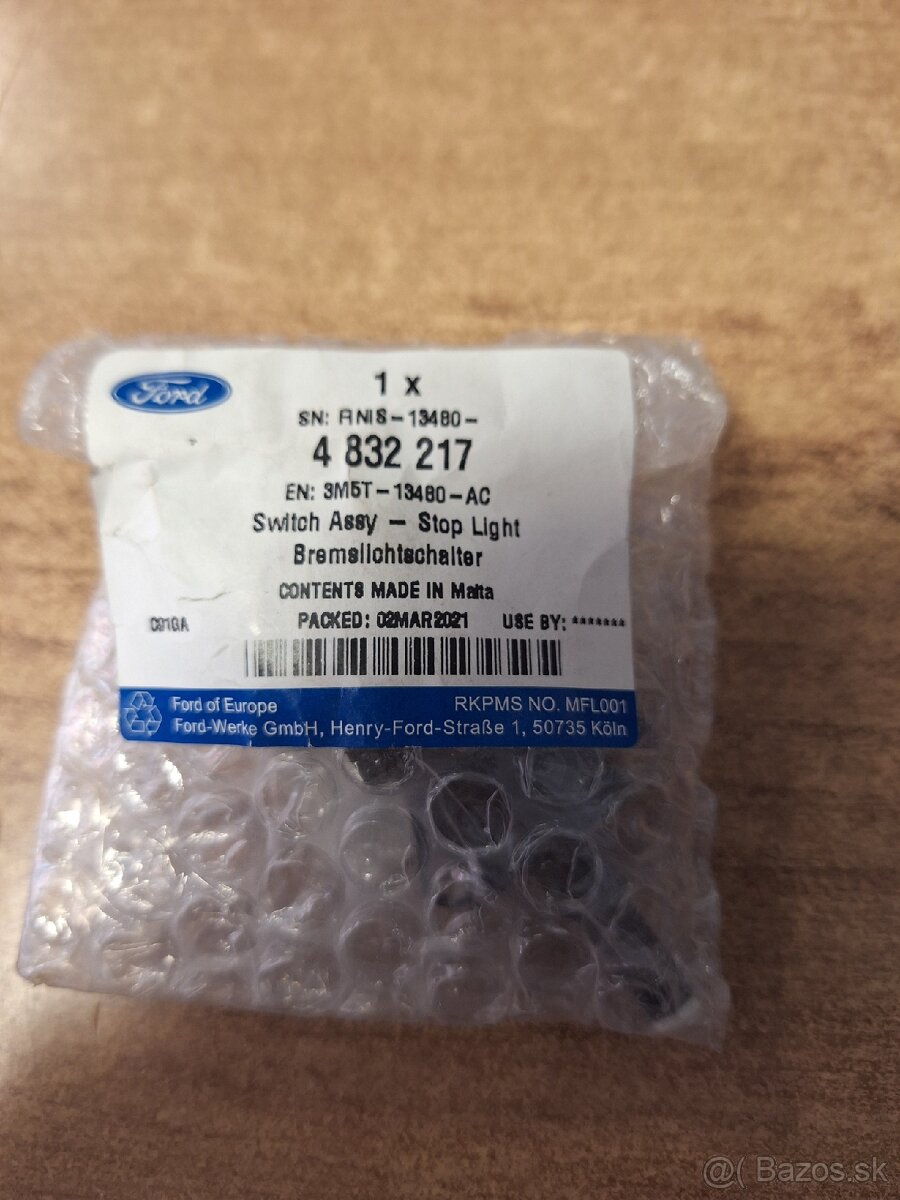 Ford
1 x
SN: FINIS-13480-
4 832 217
EN: 3M5T-13480-AC
Switch Assy - Stop Light
Bremslichtschalter
CONTENTS MADE IN Malta
PACKED: 02MAR2021 USE BY: *******
Ford of Europe RKPMS NO. MFL001
Ford-Werke GmbH, Henry-Ford-Straße 1, 50735 Köln
@( Bazos.sk